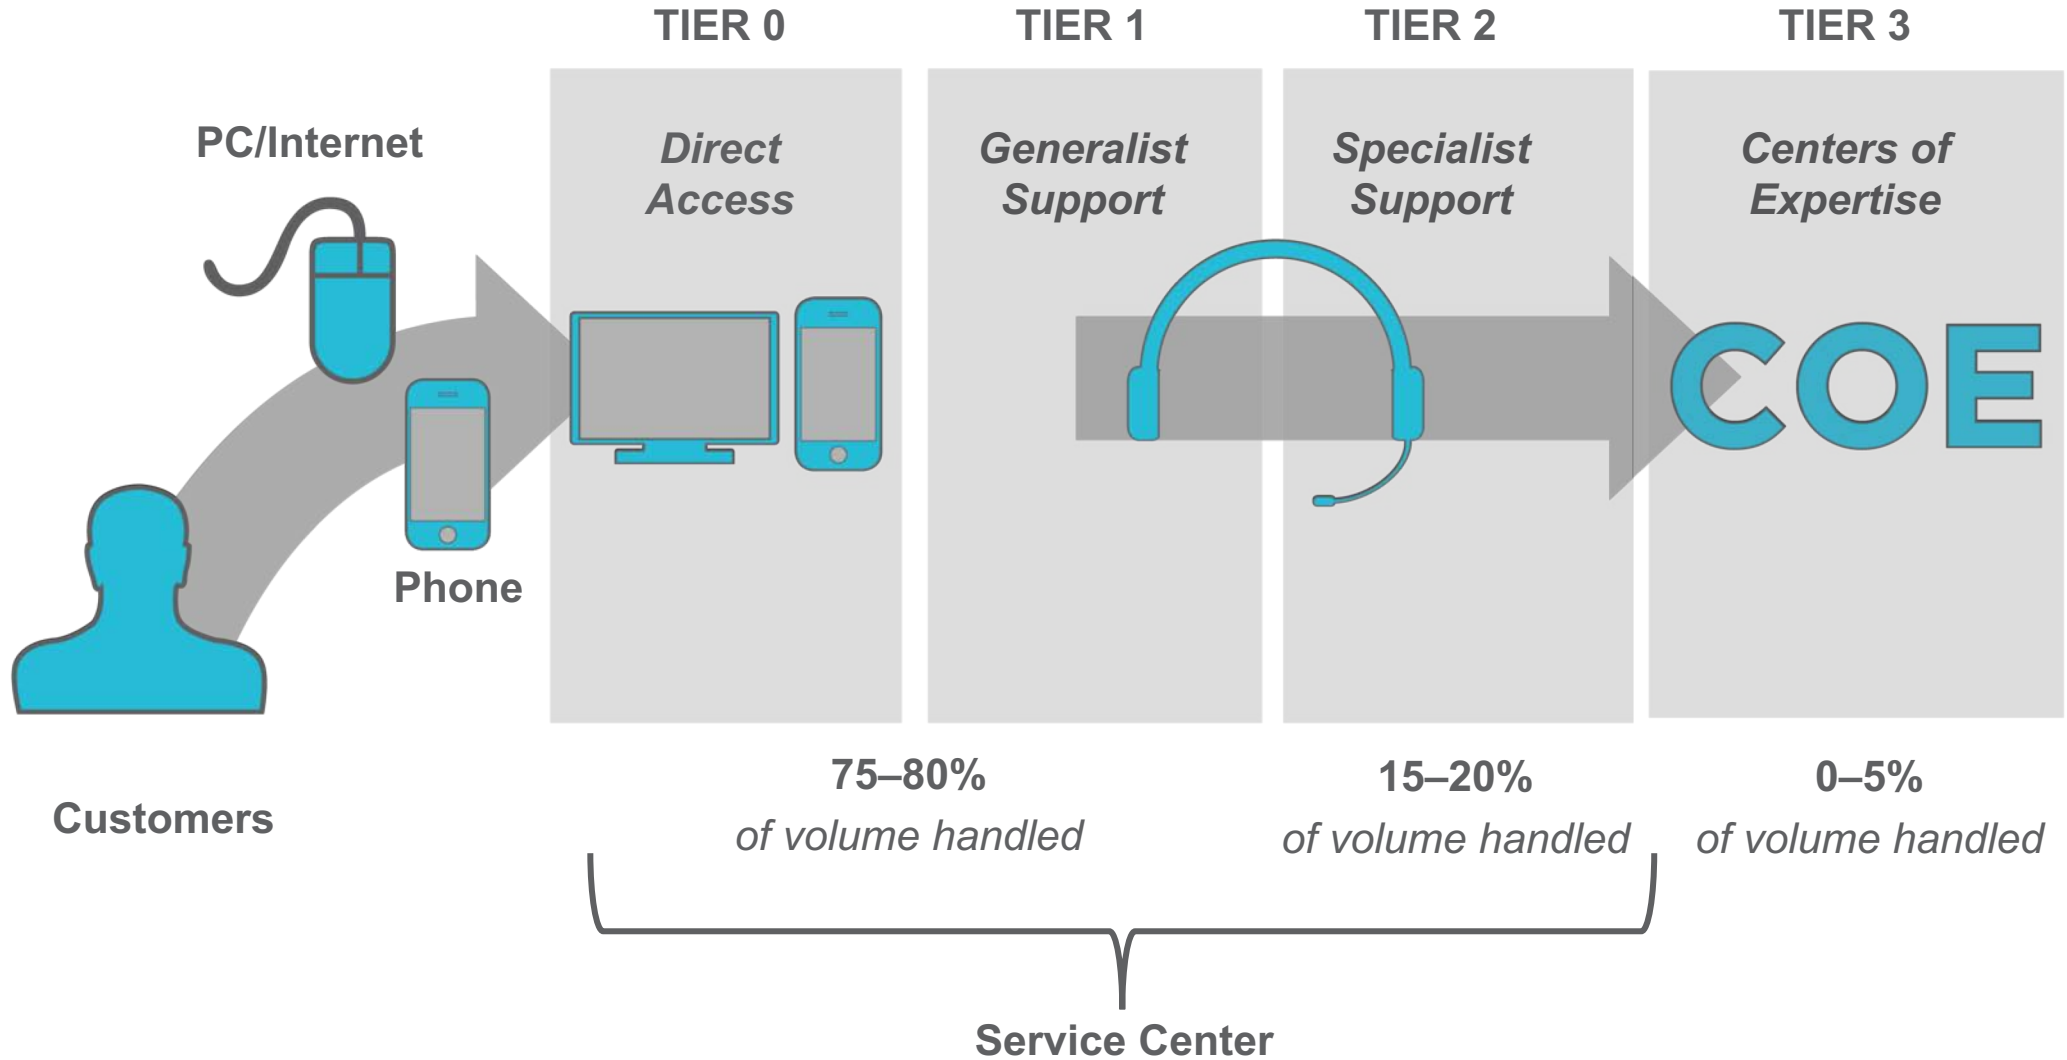 TIER 0
TIER 1
TIER 2
TIER 3
PC/Internet
Direct
Access
Generalist
Support
Specialist
Support
Centers of
Expertise
COE
Phone
Customers
75–80%
of volume handled
15–20%
of volume handled
0–5%
of volume handled
Service Center